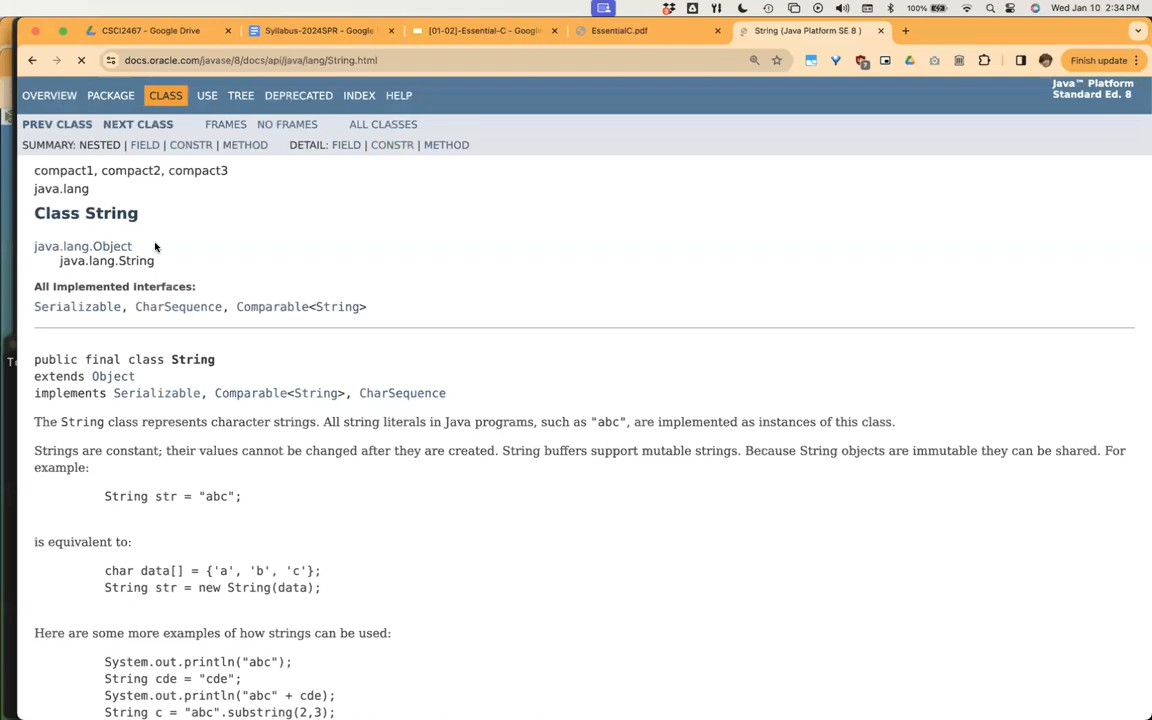 100% Wed Jan 10 2:34 PM
CSCI2467 - Google Drive
Syllabus-2024SPR - Google
[01-02]-Essential-C - Google
EssentialC.pdf
String (Java Platform SE 8 )
docs.oracle.com/javase/8/docs/api/java/lang/String.html
Finish update
OVERVIEW PACKAGE CLASS USE TREE DEPRECATED INDEX HELP
Java™ Platform
Standard Ed. 8
PREV CLASS NEXT CLASS FRAMES NO FRAMES ALL CLASSES
SUMMARY: NESTED | FIELD | CONSTR | METHOD DETAIL: FIELD | CONSTR | METHOD
compact1, compact2, compact3
java.lang
Class String
java.lang.Object
java.lang.String
All Implemented Interfaces:
Serializable, CharSequence, Comparable<String>
public final class String
extends Object
implements Serializable, Comparable<String>, CharSequence
The String class represents character strings. All string literals in Java programs, such as "abc", are implemented as instances of this class.
Strings are constant; their values cannot be changed after they are created. String buffers support mutable strings. Because String objects are immutable they can be shared. For
example:
String str = "abc";
is equivalent to:
char data[] = {'a', 'b', 'c'};
String str = new String(data);
Here are some more examples of how strings can be used:
System.out.println("abc");
String cde = "cde";
System.out.println("abc" + cde);
String c = "abc".substring(2,3);